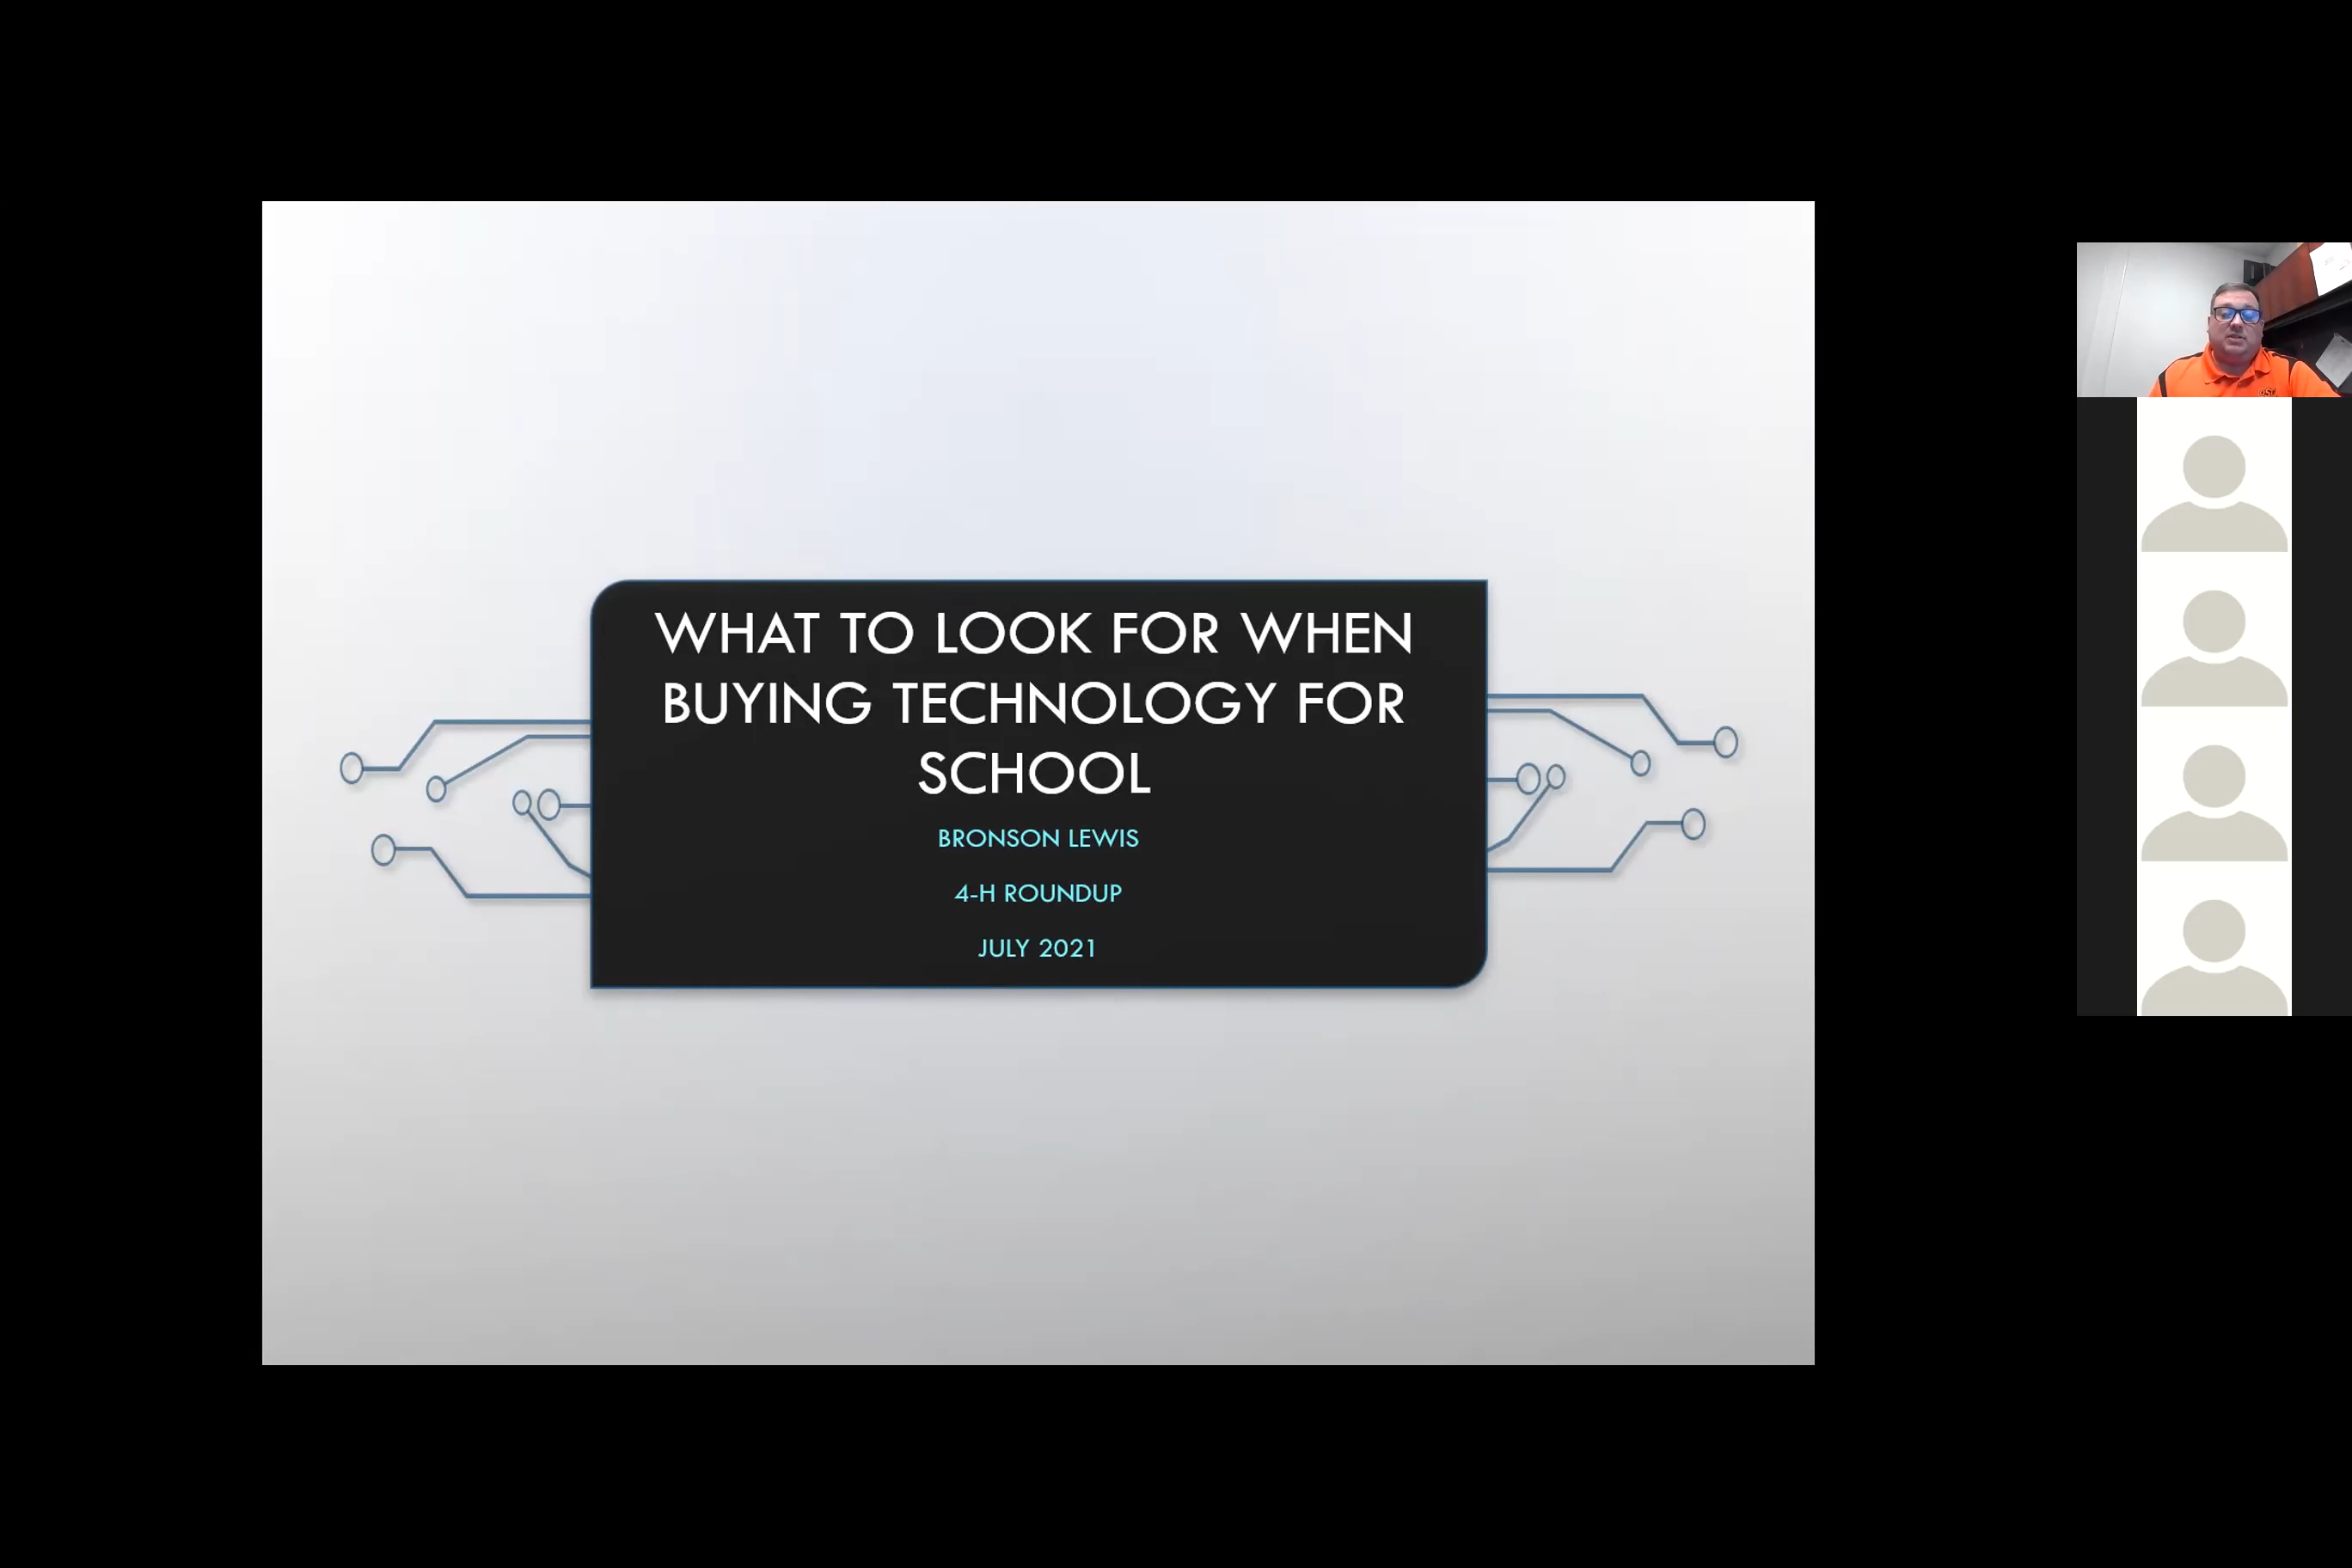 WHAT TO LOOK FOR WHEN
BUYING TECHNOLOGY FOR
SCHOOL
BRONSON LEWIS
4-H ROUNDUP
JULY 2021